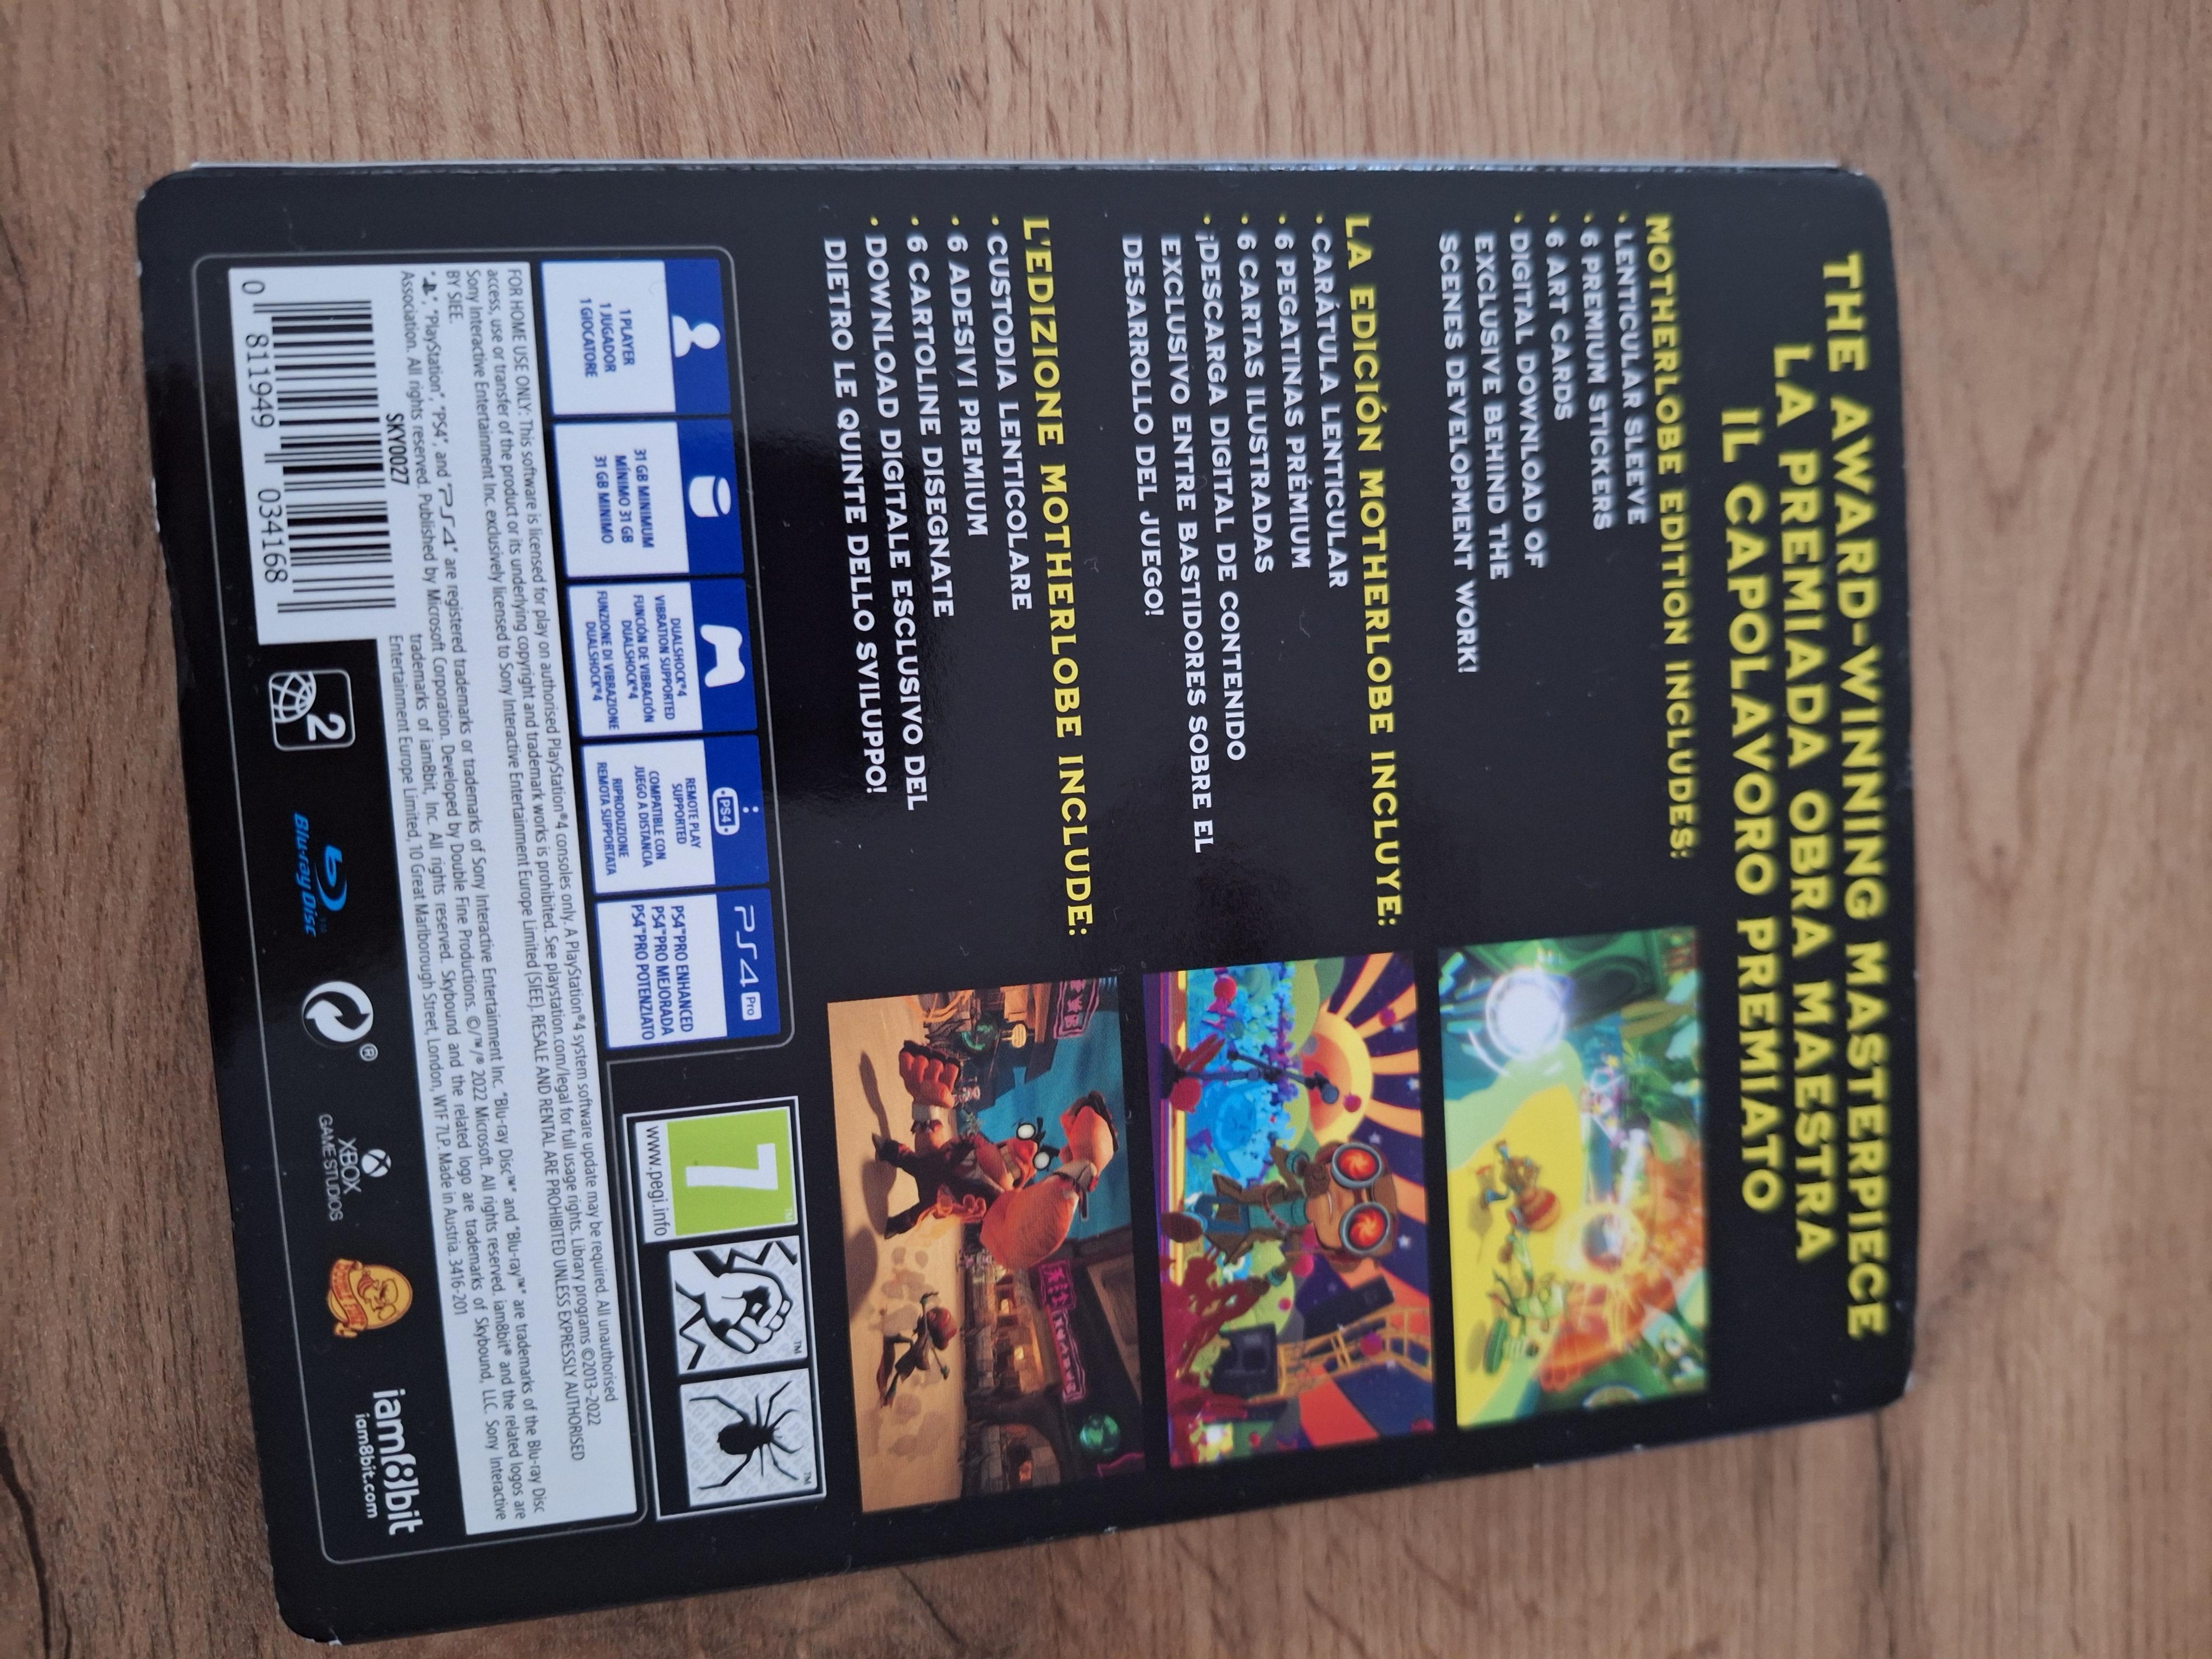 THE AWARD-WINNING MASTERPIECE
LA PREMIADA OBRA MAESTRA
IL CAPOLAVORO PREMIATO
MOTHERLOBE EDITION INCLUDES:
• LENTICULAR SLEEVE
• 6 PREMIUM STICKERS
• 6 ART CARDS
• DIGITAL DOWNLOAD OF
EXCLUSIVE BEHIND THE
SCENES DEVELOPMENT WORK!
LA EDICIÓN MOTHERLOBE INCLUYE:
• CARÁTULA LENTICULAR
• 6 PEGATINAS PRÉMIUM
• 6 CARTAS ILUSTRADAS
• ¡DESCARGA DIGITAL DE CONTENIDO
EXCLUSIVO ENTRE BASTIDORES SOBRE EL
DESARROLLO DEL JUEGO!
L'EDIZIONE MOTHERLOBE INCLUDE:
• CUSTODIA LENTICOLARE
• 6 ADESIVI PREMIUM
• 6 CARTOLINE DISEGNATE
• DOWNLOAD DIGITALE ESCLUSIVO DEL
DIETRO LE QUINTE DELLO SVILUPPO!
1 PLAYER
1 JUGADOR
1 GIOCATORE
31 GB MINIMUM
MÍNIMO 31 GB
31 GB MINIMO
DUALSHOCK®4
VIBRATION SUPPORTED
FUNCIÓN DE VIBRACIÓN
DUALSHOCK®4
FUNZIONE DI VIBRAZIONE
DUALSHOCK®4
PS4
REMOTE PLAY
SUPPORTED
COMPATIBLE CON
JUEGO A DISTANCIA
RIPRODUZIONE
REMOTA SUPPORTATA
PS4 Pro
PS4™ PRO ENHANCED
PS4™ PRO MEJORADA
PS4™ PRO POTENZIATO
7
www.pegi.info
FOR HOME USE ONLY: This software is licensed for play on authorised PlayStation®4 consoles only. A PlayStation®4 system software update may be required. All unauthorised
access, use or transfer of the product or its underlying copyright and trademark works is prohibited. See playstation.com/legal for full usage rights. Library programs ©2013-2022
Sony Interactive Entertainment Inc. exclusively licensed to Sony Interactive Entertainment Europe Limited (SIEE). RESALE AND RENTAL ARE PROHIBITED UNLESS EXPRESSLY AUTHORISED
BY SIEE.
“ ”, “PlayStation”, “PS4”, and “PS4” are registered trademarks or trademarks of Sony Interactive Entertainment Inc. “Blu-ray Disc™” and “Blu-ray™” are trademarks of the Blu-ray Disc
Association. All rights reserved. Published by Microsoft Corporation. Developed by Double Fine Productions. ©/™/® 2022 Microsoft. All rights reserved. iam8bit® and the related logos are
trademarks of iam8bit, Inc. All rights reserved. Skybound and the related logo are trademarks of Skybound, LLC. Sony Interactive
Entertainment Europe Limited, 10 Great Marlborough Street, London, W1F 7LP. Made in Austria. 3416-201
SKY0027
0 811949 034168
2
Blu-ray Disc™
XBOX
GAME STUDIOS
DOUBLE FINE
iam8bit
iam8bit.com